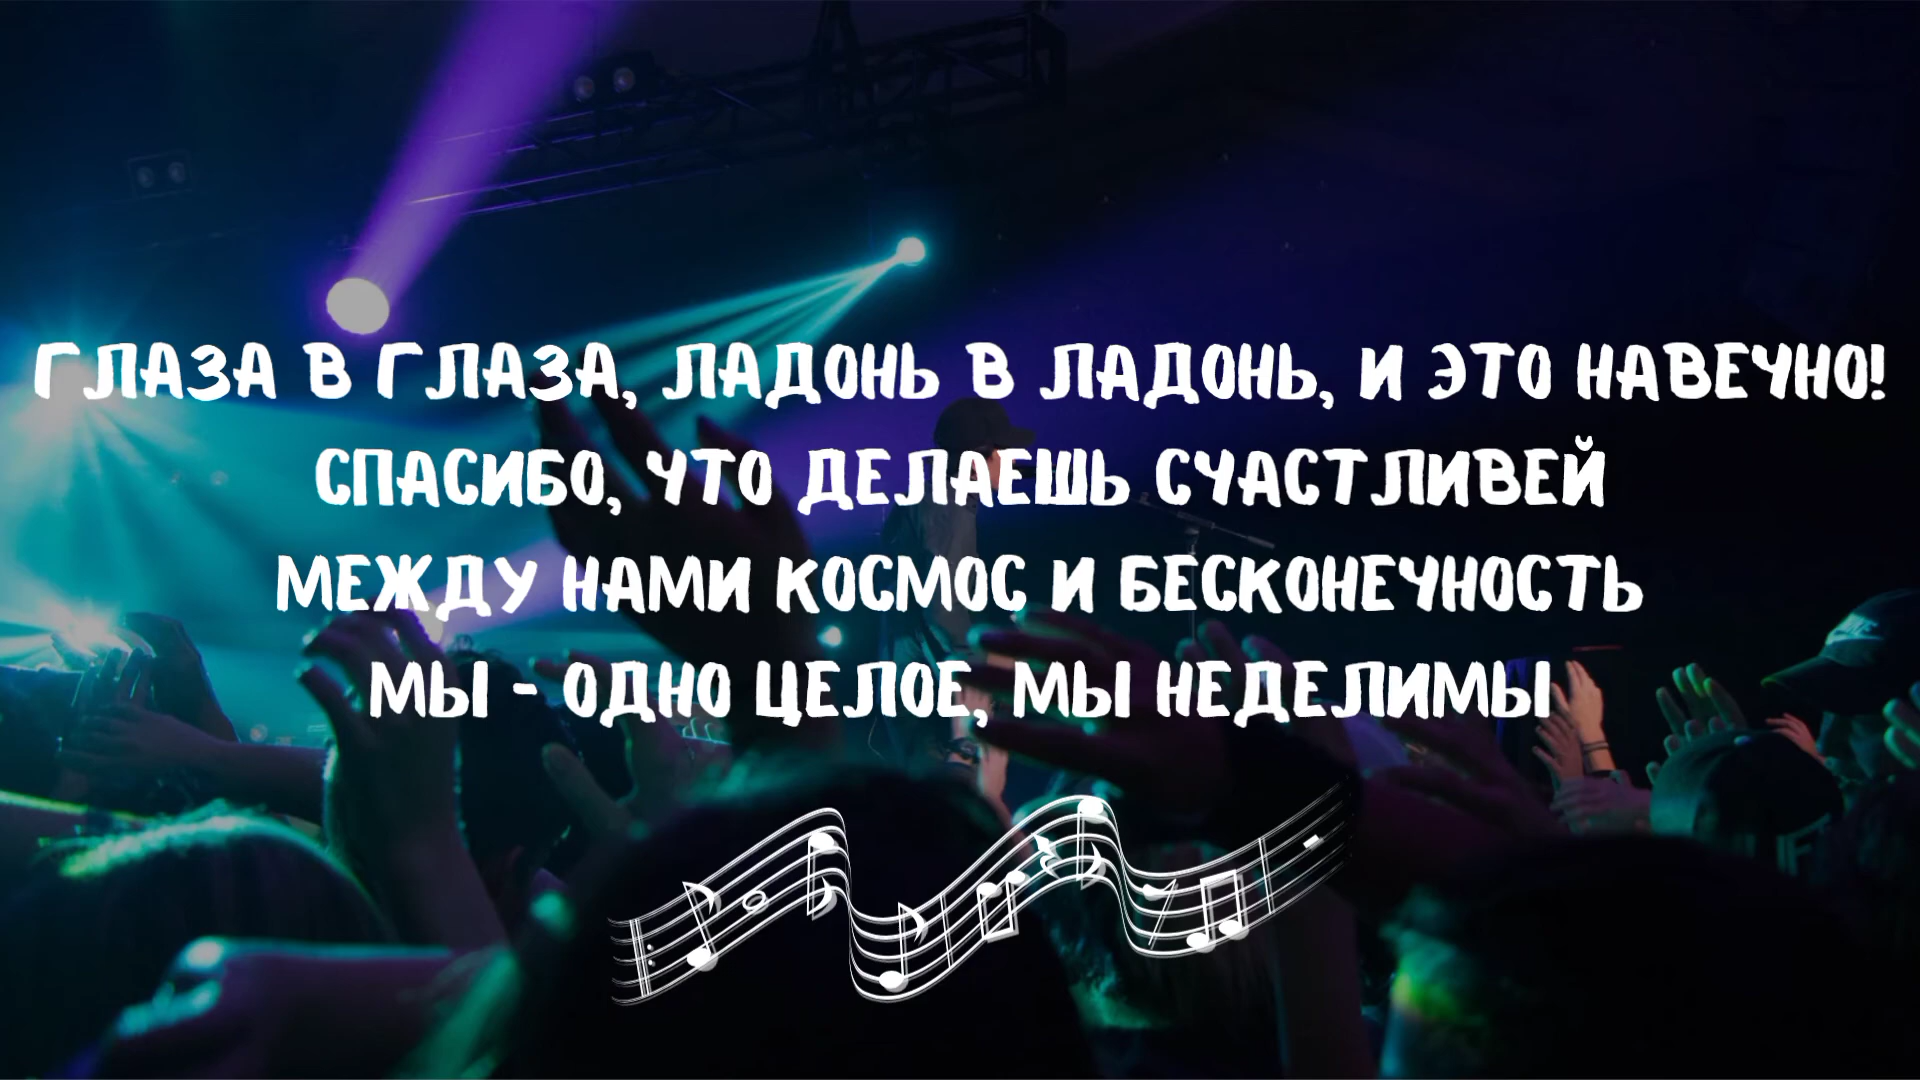 ГЛАЗА В ГЛАЗА, ЛАДОНЬ В ЛАДОНЬ, И ЭТО НАВЕЧНО!
СПАСИБО, ЧТО ДЕЛАЕШЬ СЧАСТЛИВЕЙ
МЕЖДУ НАМИ КОСМОС И БЕСКОНЕЧНОСТЬ
МЫ - ОДНО ЦЕЛОЕ, МЫ НЕДЕЛИМЫ